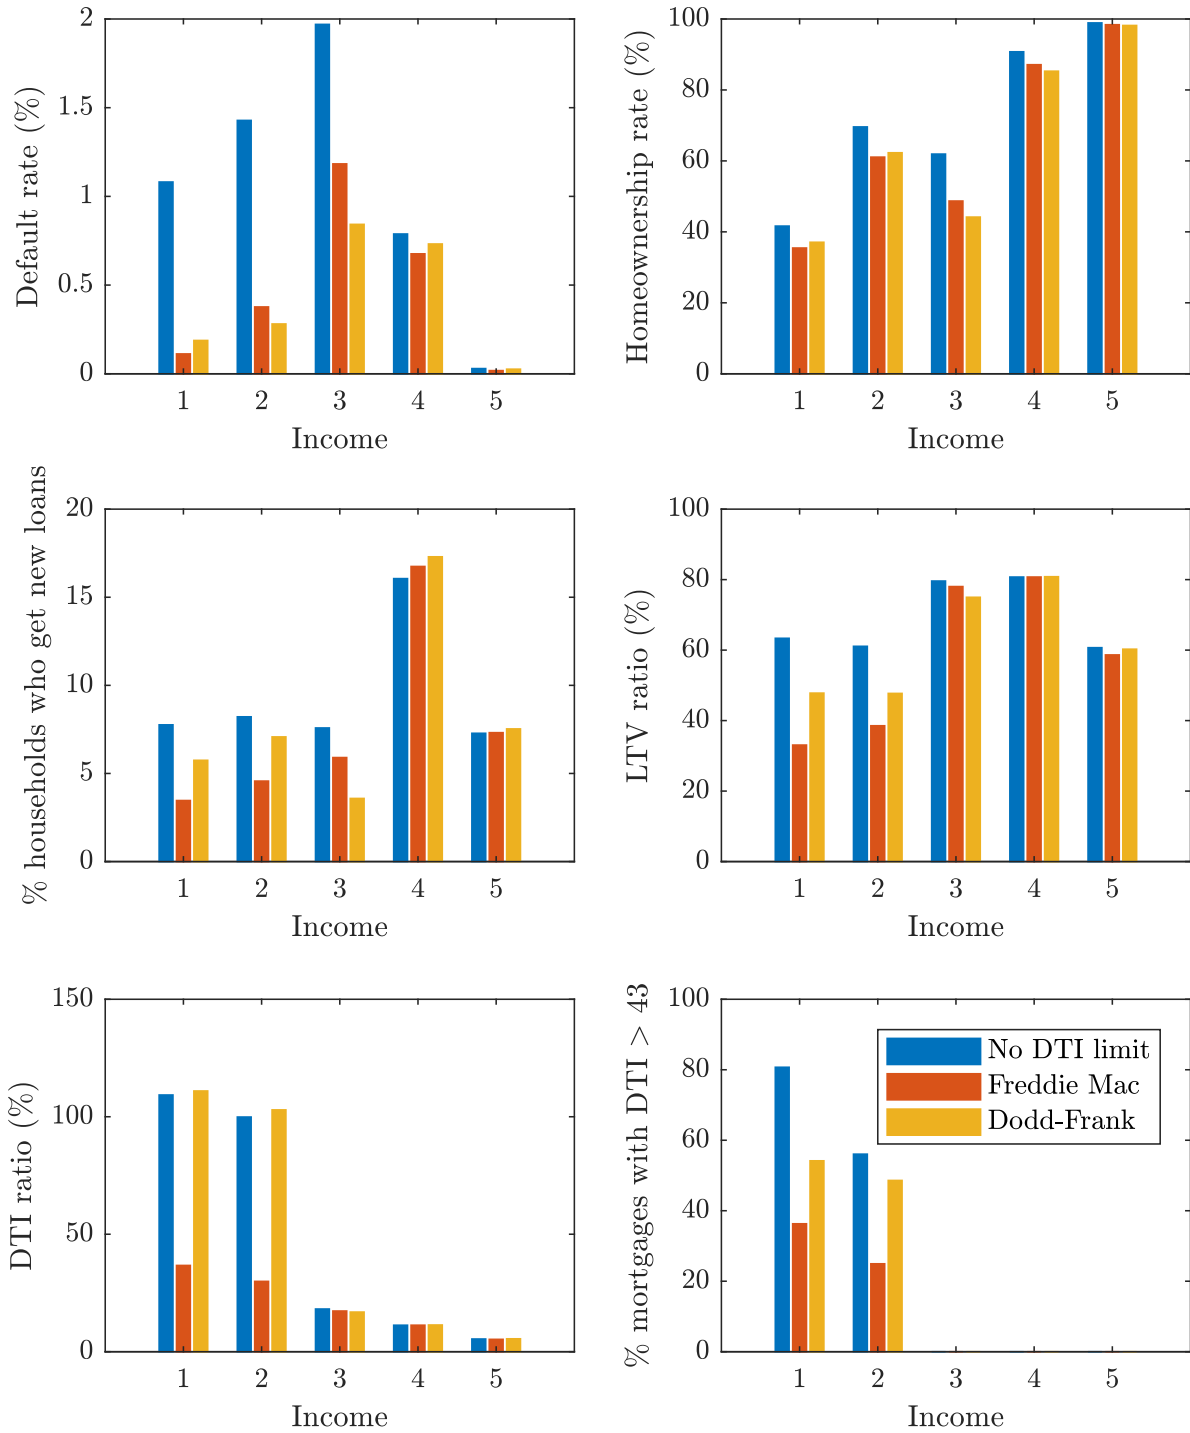 Default rate (%)
2
1.5
1
0.5
0
1 2 3 4 5
Income
Homeownership rate (%)
100
80
60
40
20
0
1 2 3 4 5
Income
% households who get new loans
20
15
10
5
0
1 2 3 4 5
Income
LTV ratio (%)
100
80
60
40
20
0
1 2 3 4 5
Income
DTI ratio (%)
150
100
50
0
1 2 3 4 5
Income
% mortgages with DTI > 43
100
80
60
40
20
0
1 2 3 4 5
Income
No DTI limit
Freddie Mac
Dodd-Frank